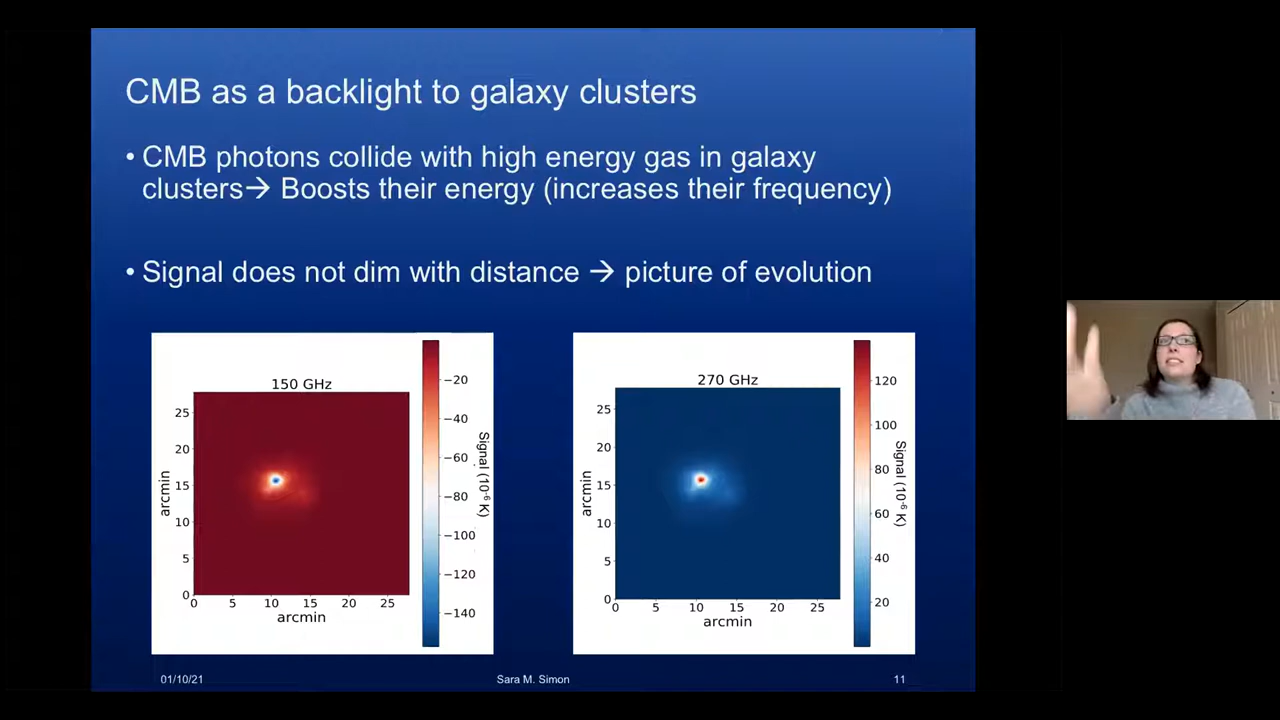 CMB as a backlight to galaxy clusters
• CMB photons collide with high energy gas in galaxy
clusters→ Boosts their energy (increases their frequency)
• Signal does not dim with distance → picture of evolution
150 GHz
25
20
15
10
5
0
arcmin
0 5 10 15 20 25
arcmin
−20
−40
−60
−80
−100
−120
−140
Signal (10⁻⁶ K)
270 GHz
25
20
15
10
5
0
arcmin
0 5 10 15 20 25
arcmin
120
100
80
60
40
20
Signal (10⁻⁶ K)
01/10/21 Sara M. Simon 11